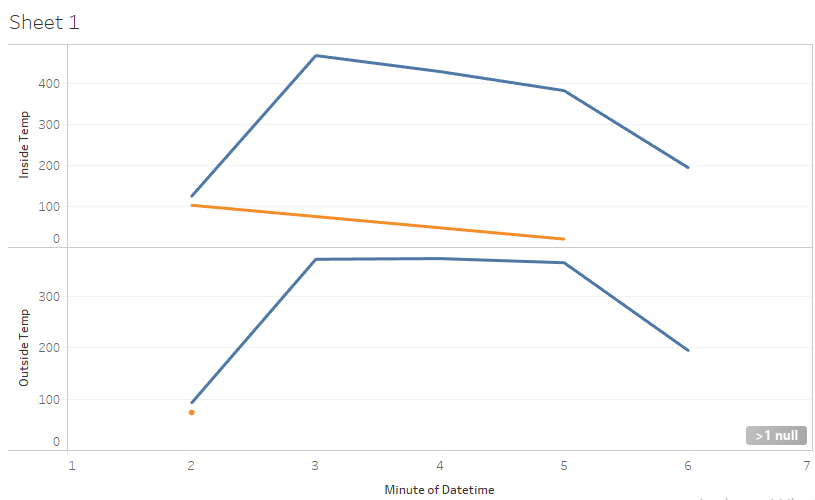 Sheet 1
400
300
200
100
0
Inside Temp
300
200
100
0
Outside Temp
>1 null
1 2 3 4 5 6 7
Minute of Datetime